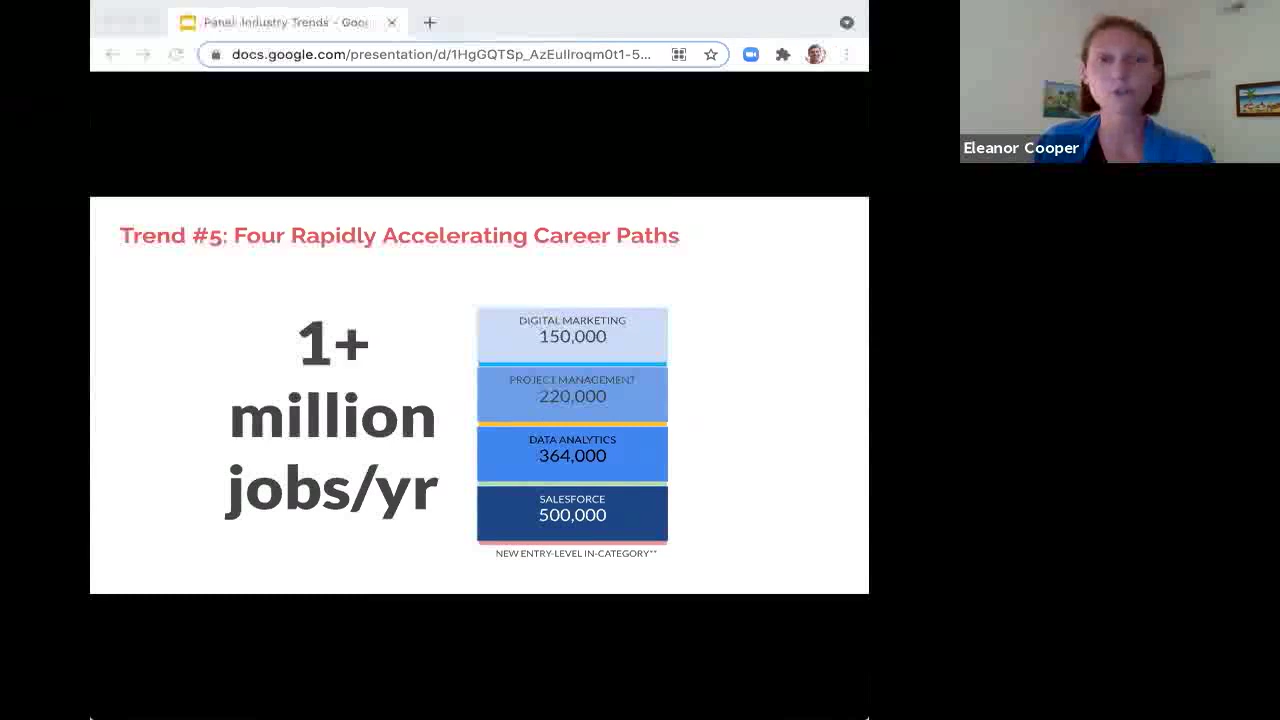 Panel: Industry Trends - Goo
docs.google.com/presentation/d/1HgGQTSp_AzEuIlroqm0t1-5...
Eleanor Cooper
Trend #5: Four Rapidly Accelerating Career Paths
1+
million
jobs/yr
DIGITAL MARKETING
150,000
PROJECT MANAGEMENT
220,000
DATA ANALYTICS
364,000
SALESFORCE
500,000
NEW ENTRY-LEVEL IN-CATEGORY**